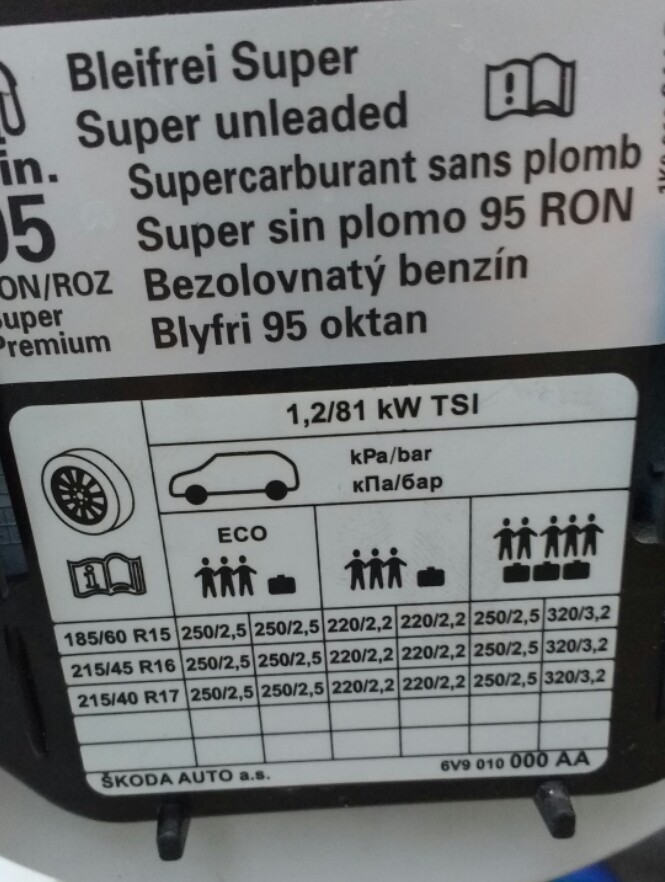 Bleifrei Super
Super unleaded
Supercarburant sans plomb
Super sin plomo 95 RON
Bezolovnatý benzín
Blyfri 95 oktan
in.
95
ON/ROZ
Super
Premium
1,2/81 kW TSI
kPa/bar
кПа/бар
ECO
185/60 R15 250/2,5 250/2,5 220/2,2 220/2,2 250/2,5 320/3,2
215/45 R16 250/2,5 250/2,5 220/2,2 220/2,2 250/2,5 320/3,2
215/40 R17 250/2,5 250/2,5 220/2,2 220/2,2 250/2,5 320/3,2
ŠKODA AUTO a.s. 6V9 010 000 AA